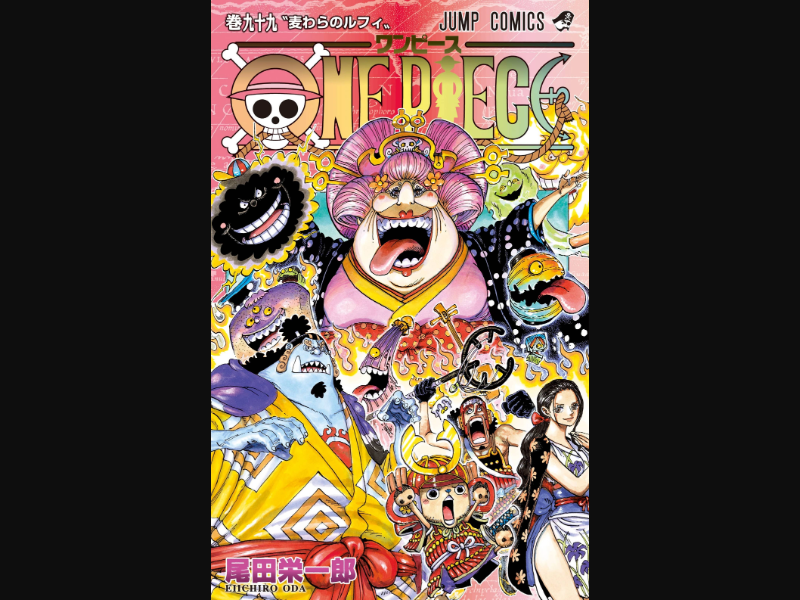 巻九十九〝麦わらのルフィ〟
JUMP COMICS
ワンピース
ONE PIECE
尾田栄一郎
EIICHIRO ODA